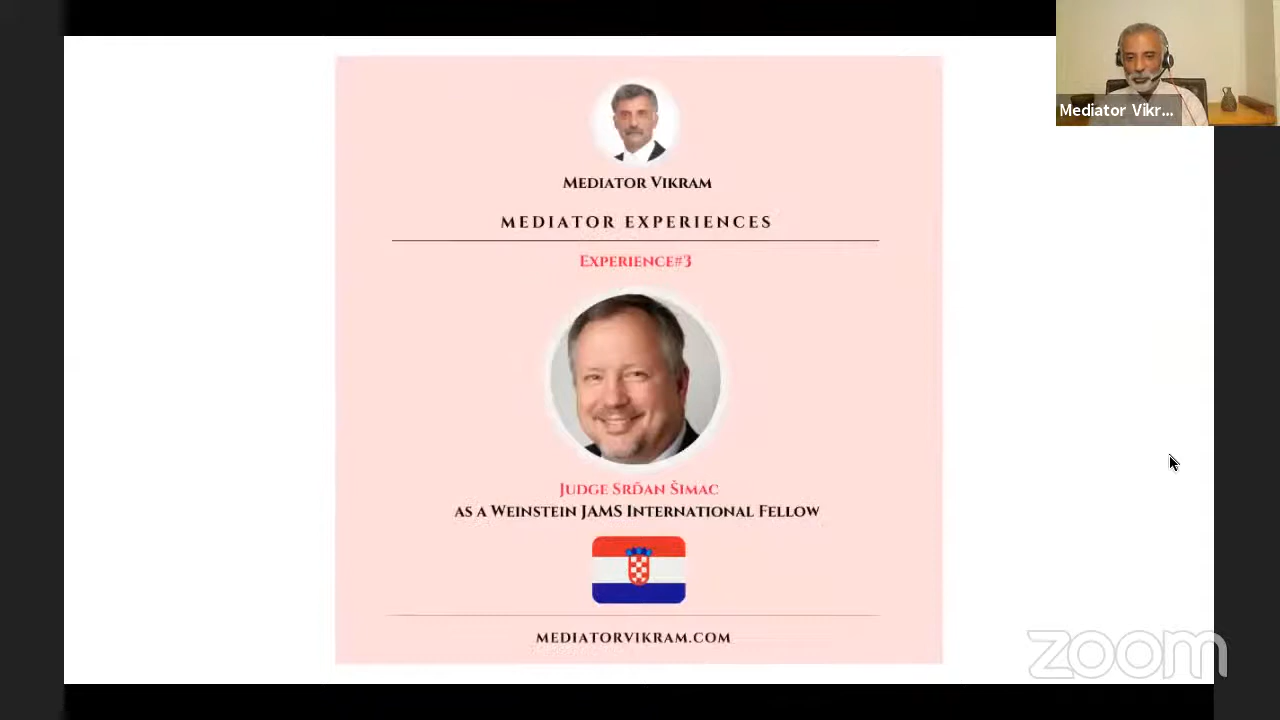 Mediator Vikram
MEDIATOR EXPERIENCES
Experience#3
Judge Srđan Šimac
as a Weinstein JAMS International Fellow
MEDIATORVIKRAM.COM
Mediator Vikr...
zoom